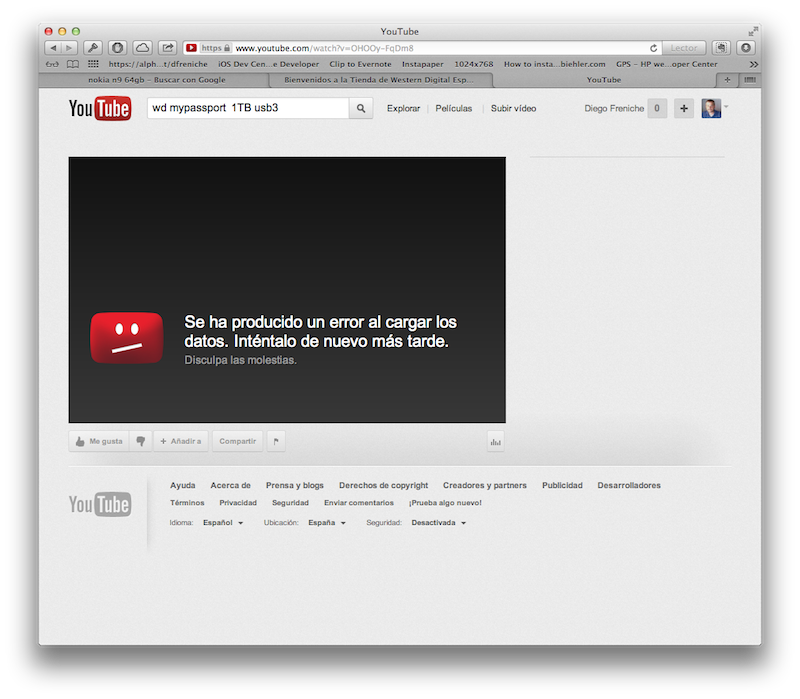 YouTube
https www.youtube.com/watch?v=OHOOy-FqDm8 Lector
https://alph...t/dfreniche iOS Dev Cen...e Developer Clip to Evernote Instapaper 1024x768 How to insta...biehler.com GPS – HP we...oper Center
nokia n9 64gb – Buscar con Google Bienvenidos a la Tienda de Western Digital Esp... YouTube
YouTube wd mypassport 1TB usb3 Explorar Películas Subir vídeo Diego Freniche 0
Se ha producido un error al cargar los
datos. Inténtalo de nuevo más tarde.
Disculpa las molestias.
Me gusta + Añadir a Compartir
YouTube
Ayuda Acerca de Prensa y blogs Derechos de copyright Creadores y partners Publicidad Desarrolladores
Términos Privacidad Seguridad Enviar comentarios ¡Prueba algo nuevo!
Idioma: Español Ubicación: España Seguridad: Desactivada